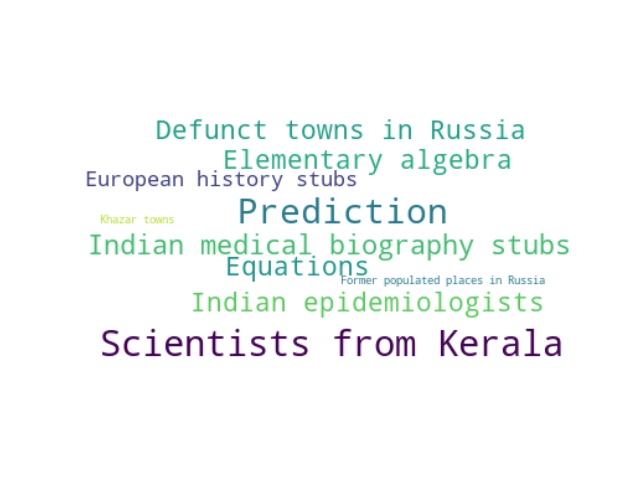 Defunct towns in Russia
Elementary algebra
European history stubs
Prediction
Khazar towns
Indian medical biography stubs
Equations
Former populated places in Russia
Indian epidemiologists
Scientists from Kerala